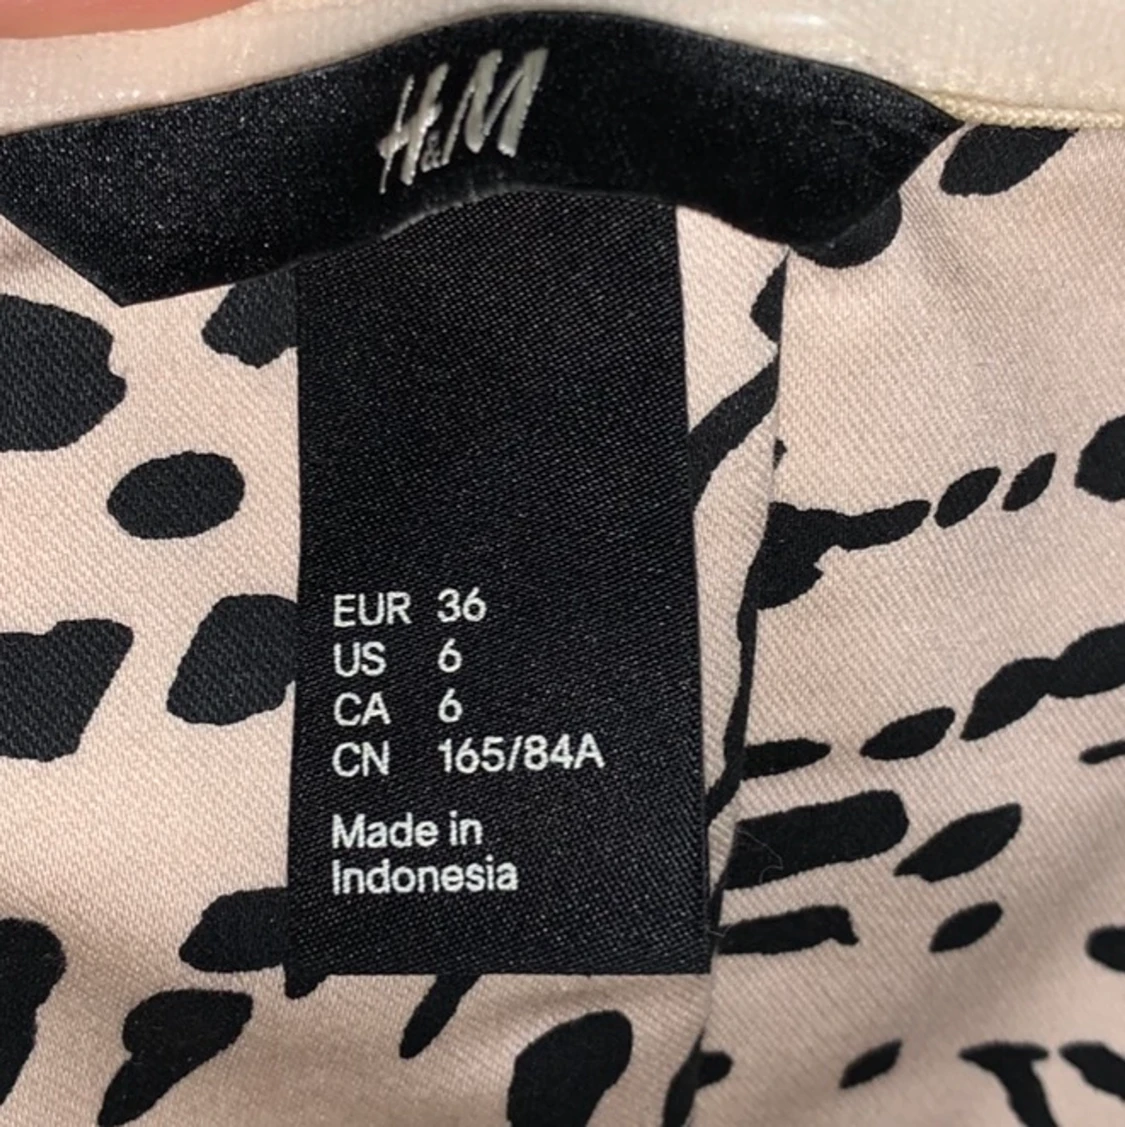 H&M
EUR 36
US 6
CA 6
CN 165/84A
Made in
Indonesia